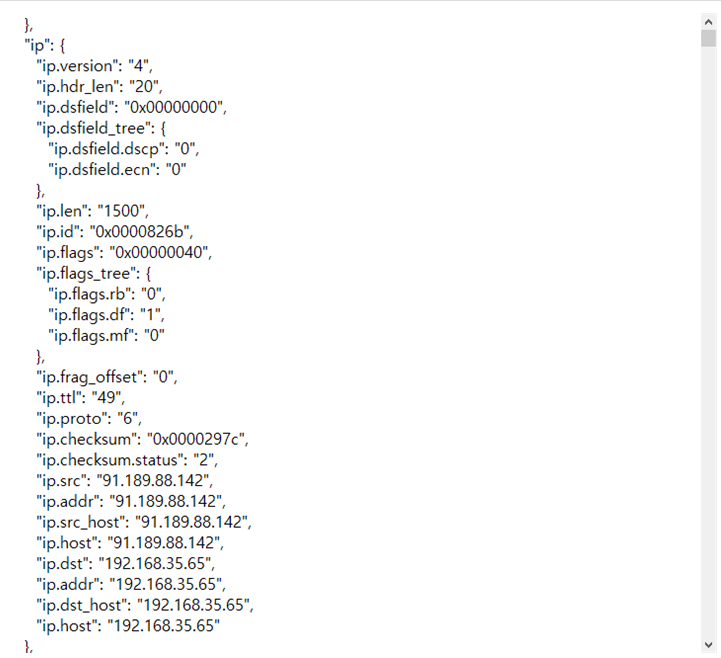 },
"ip": {
"ip.version": "4",
"ip.hdr_len": "20",
"ip.dsfield": "0x00000000",
"ip.dsfield_tree": {
"ip.dsfield.dscp": "0",
"ip.dsfield.ecn": "0"
},
"ip.len": "1500",
"ip.id": "0x0000826b",
"ip.flags": "0x00000040",
"ip.flags_tree": {
"ip.flags.rb": "0",
"ip.flags.df": "1",
"ip.flags.mf": "0"
},
"ip.frag_offset": "0",
"ip.ttl": "49",
"ip.proto": "6",
"ip.checksum": "0x0000297c",
"ip.checksum.status": "2",
"ip.src": "91.189.88.142",
"ip.addr": "91.189.88.142",
"ip.src_host": "91.189.88.142",
"ip.host": "91.189.88.142",
"ip.dst": "192.168.35.65",
"ip.addr": "192.168.35.65",
"ip.dst_host": "192.168.35.65",
"ip.host": "192.168.35.65"
},